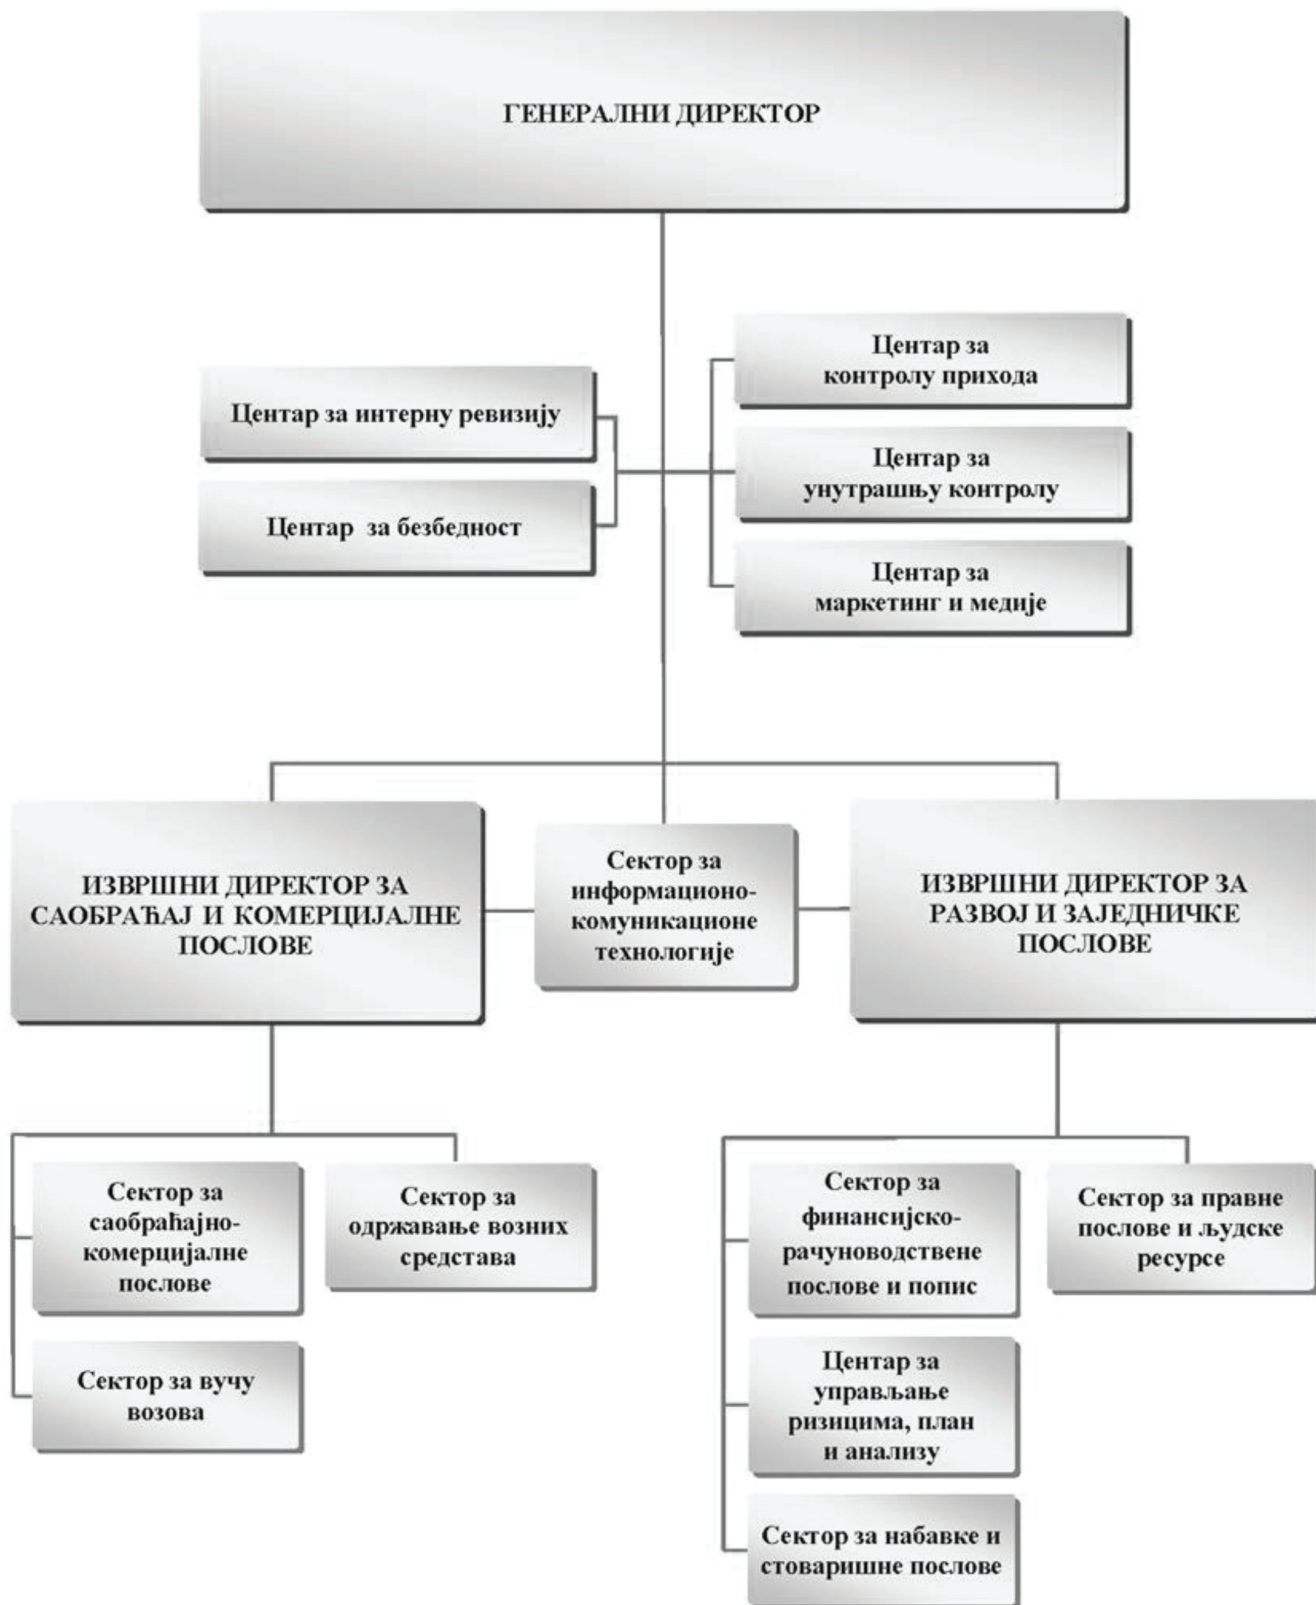 ГЕНЕРАЛНИ ДИРЕКТОР
Центар за интерну ревизију
Центар за безбедност
Центар за
контролу прихода
Центар за
унутрашњу контролу
Центар за
маркетинг и медије
ИЗВРШНИ ДИРЕКТОР ЗА
САОБРАЋАЈ И КОМЕРЦИЈАЛНЕ
ПОСЛОВЕ
Сектор за
информационо-
комуникационе
технологије
ИЗВРШНИ ДИРЕКТОР ЗА
РАЗВОЈ И ЗАЈЕДНИЧКЕ
ПОСЛОВЕ
Сектор за
саобраћајно-
комерцијалне
послове
Сектор за
одржавање возних
средстава
Сектор за вучу
возова
Сектор за
финансијско-
рачуноводствене
послове и попис
Сектор за правне
послове и људске
ресурсе
Центар за
управљање
ризицима, план
и анализу
Сектор за набавке и
стоваришне послове